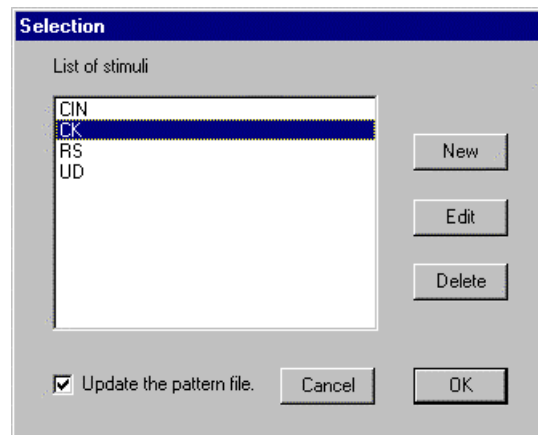 Selection
List of stimuli
CIN
CK
RS
UD
New
Edit
Delete
Update the pattern file.
Cancel
OK